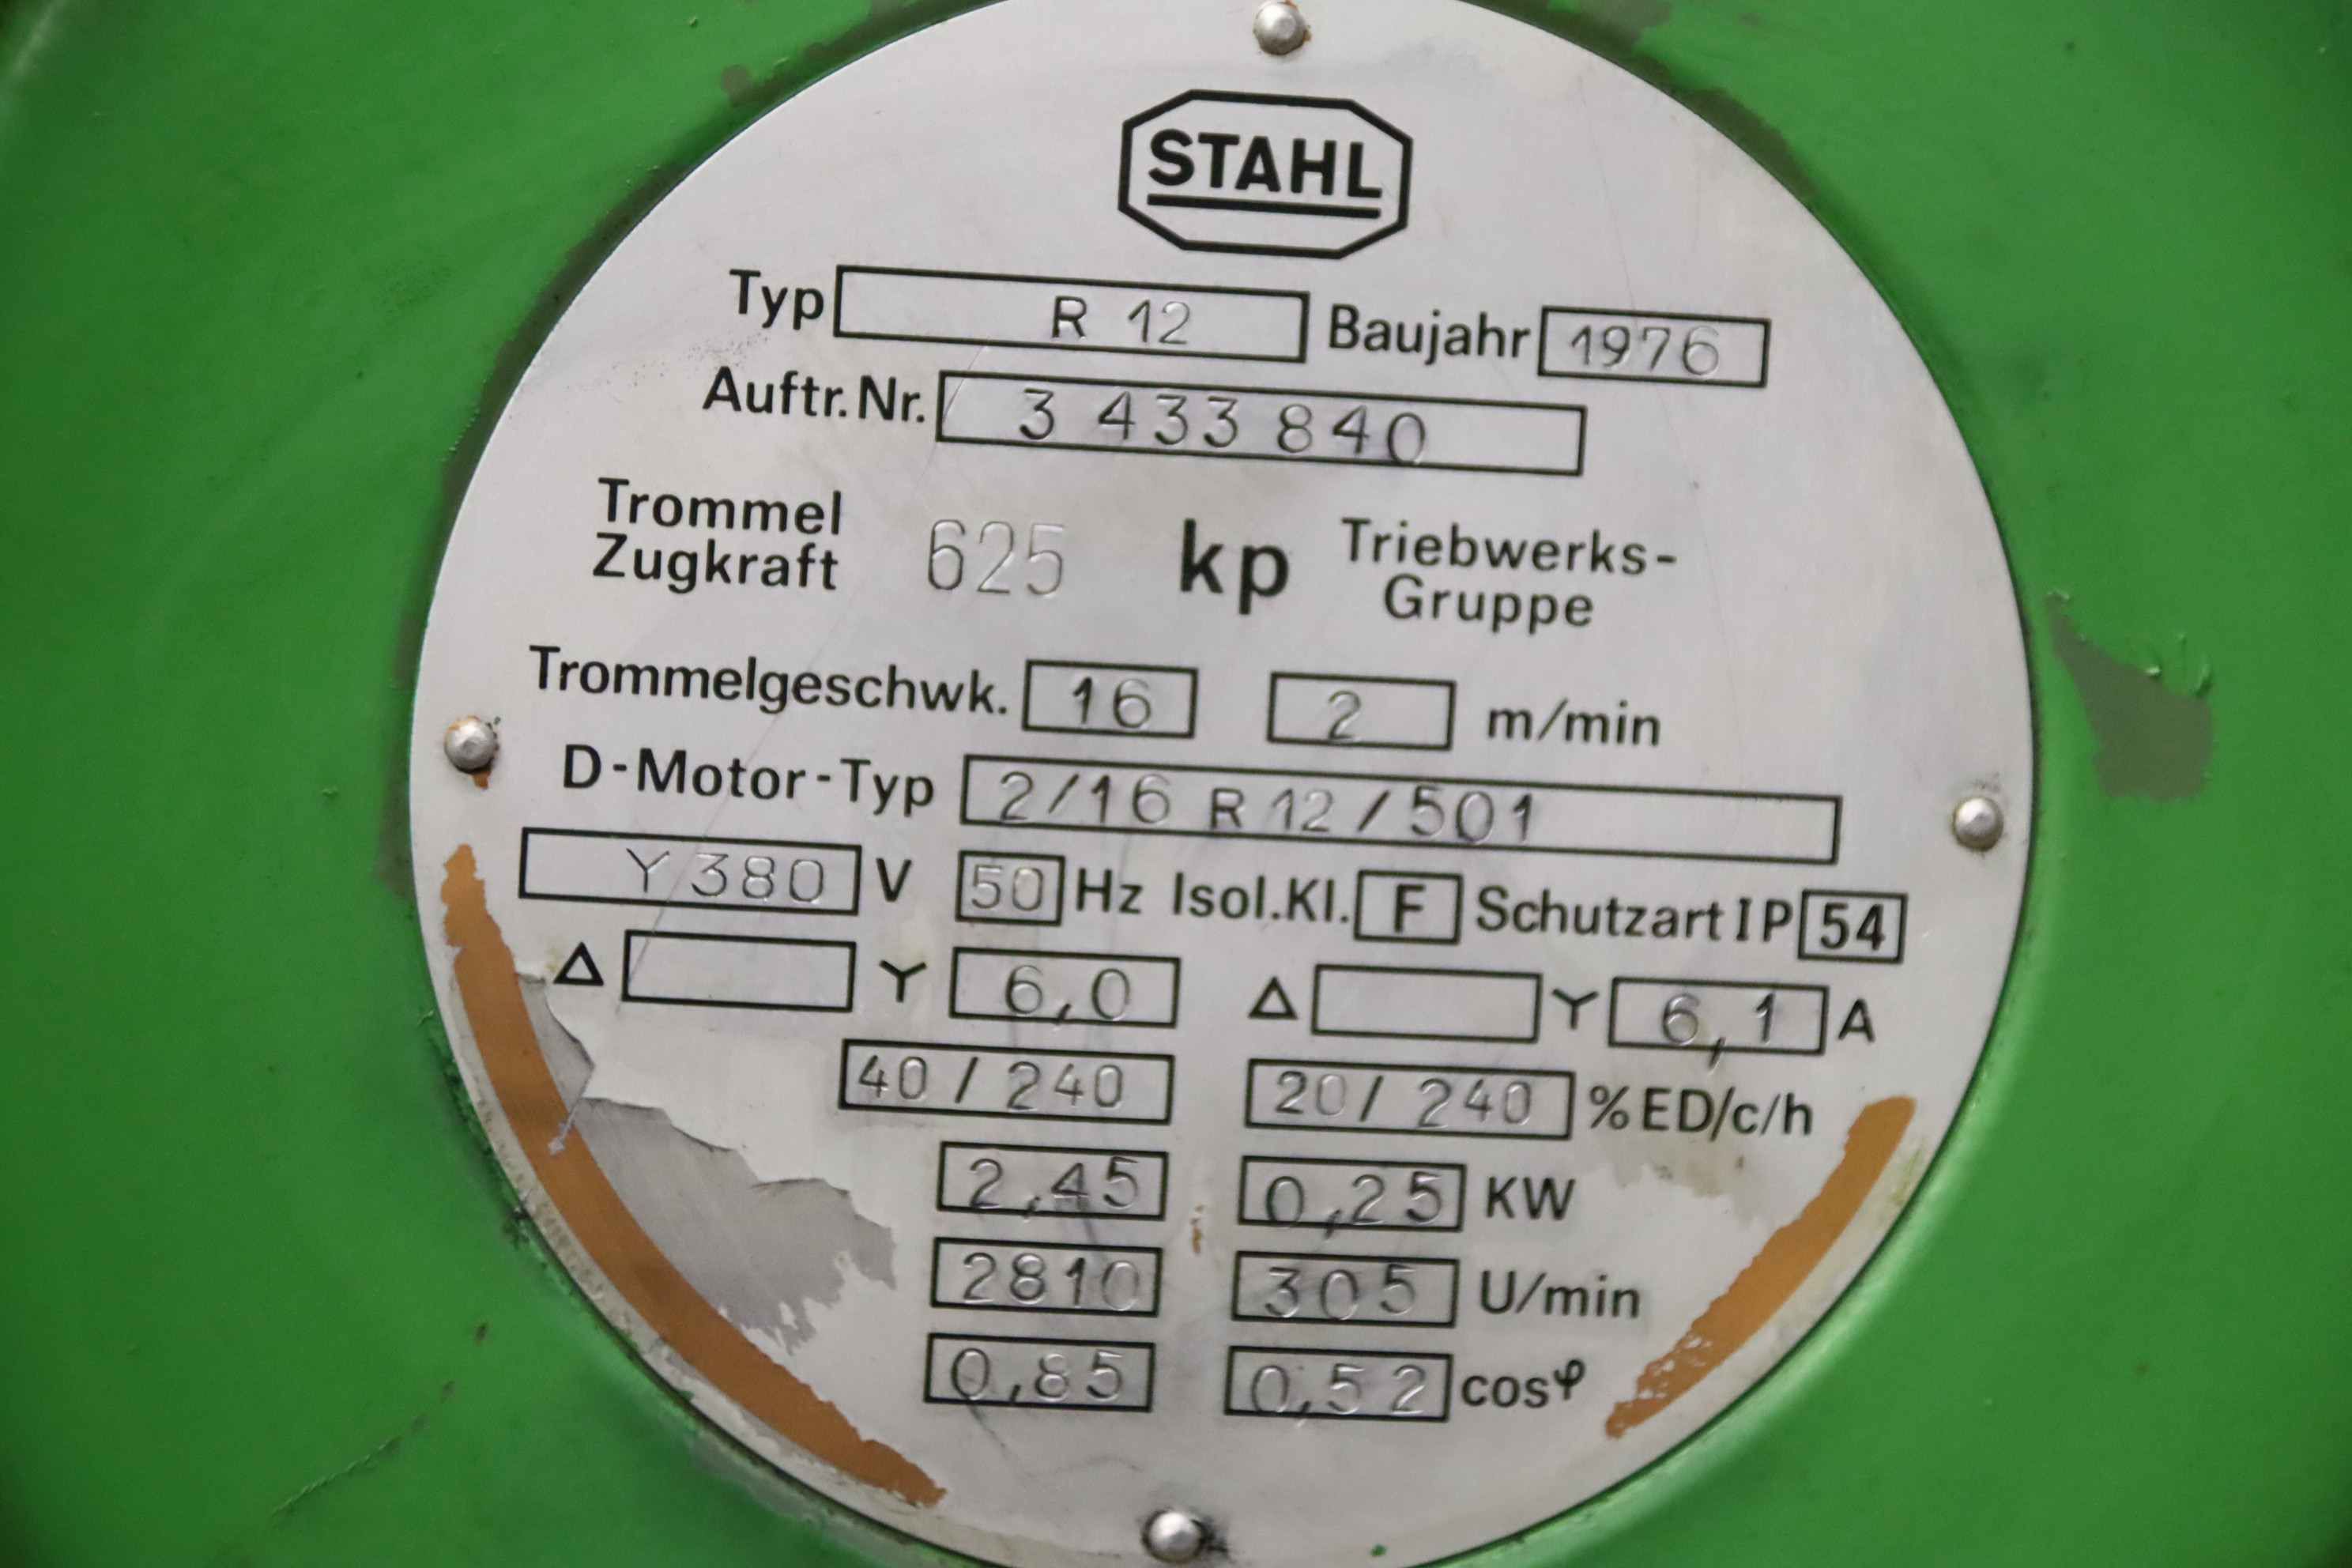 STAHL
Typ R 12 Baujahr 1976
Auftr.Nr. 3 433 840
Trommel
Zugkraft 625 kp Triebwerks-
Gruppe
Trommelgeschwk. 16 2 m/min
D-Motor-Typ 2/16 R 12 / 501
Y 380 V 50 Hz Isol.Kl. F Schutzart IP 54
Δ Y 6,0 Δ Y 6,1 A
40 / 240 20 / 240 % ED/c/h
2,45 0,25 KW
2810 305 U/min
0,85 0,52 cosφ